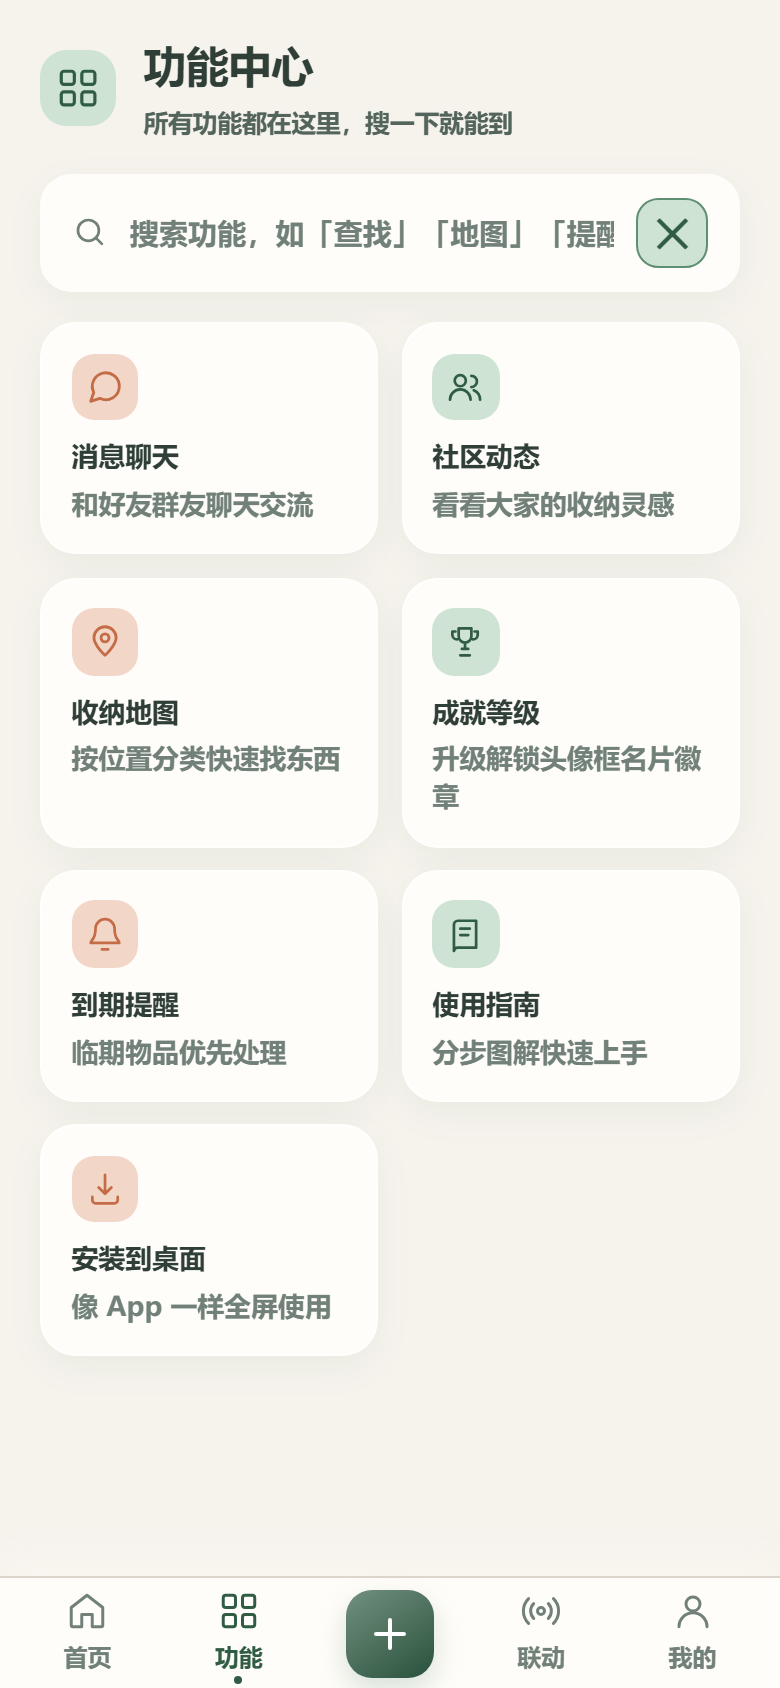 功能中心
所有功能都在这里，搜一下就能到
搜索功能，如「查找」「地图」「提醒
消息聊天
和好友群友聊天交流
社区动态
看看大家的收纳灵感
收纳地图
按位置分类快速找东西
成就等级
升级解锁头像框名片徽
章
到期提醒
临期物品优先处理
使用指南
分步图解快速上手
安装到桌面
像 App 一样全屏使用
首页
功能
联动
我的